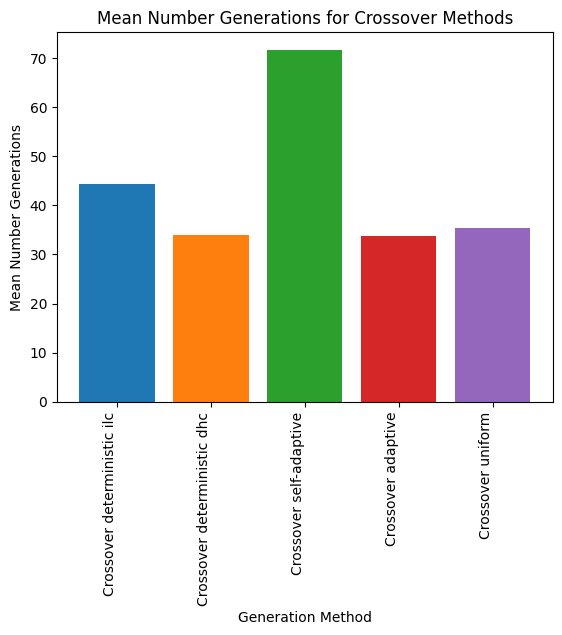 Mean Number Generations for Crossover Methods
Mean Number Generations
70
60
50
40
30
20
10
0
Crossover deterministic ilc
Crossover deterministic dhc
Crossover self-adaptive
Crossover adaptive
Crossover uniform
Generation Method